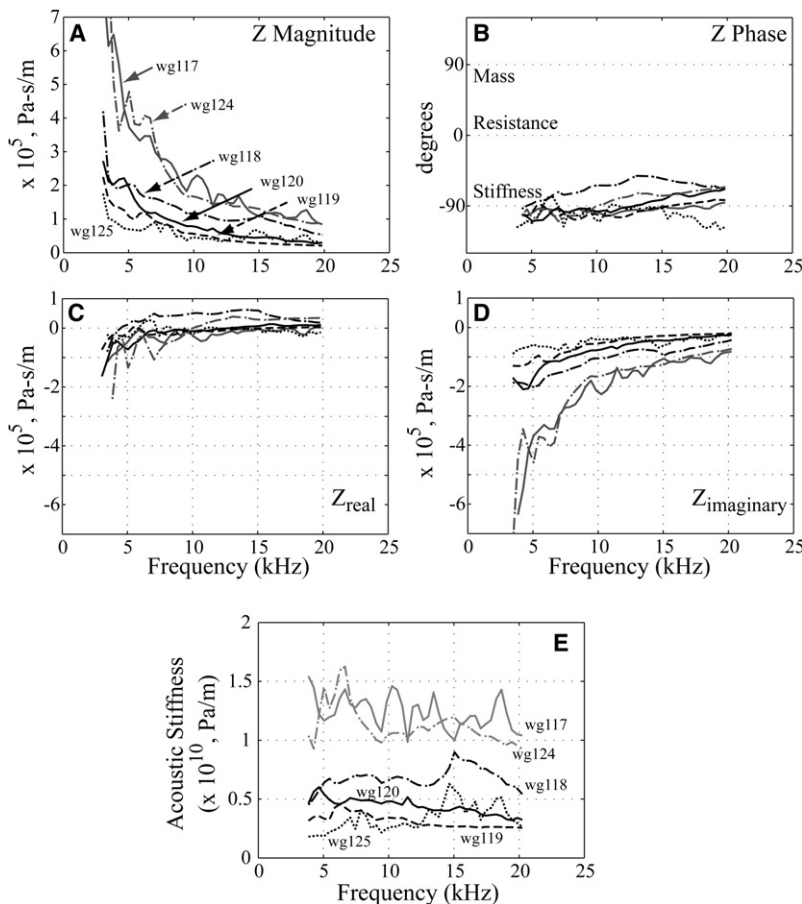 A
Z Magnitude
wg117
wg124
wg118
wg120
wg119
wg125
x 10^5, Pa-s/m
7
6
5
4
3
2
1
0
0 5 10 15 20 25
B
Z Phase
Mass
Resistance
Stiffness
degrees
90
0
-90
0 5 10 15 20 25
C
Z_real
x 10^5, Pa-s/m
1
0
-2
-4
-6
0 5 10 15 20 25
Frequency (kHz)
D
Z_imaginary
x 10^5, Pa-s/m
1
0
-2
-4
-6
0 5 10 15 20 25
Frequency (kHz)
E
wg117
wg124
wg118
wg120
wg125
wg119
Acoustic Stiffness
(x 10^10, Pa/m)
2
1.5
1
0.5
0
0 5 10 15 20 25
Frequency (kHz)